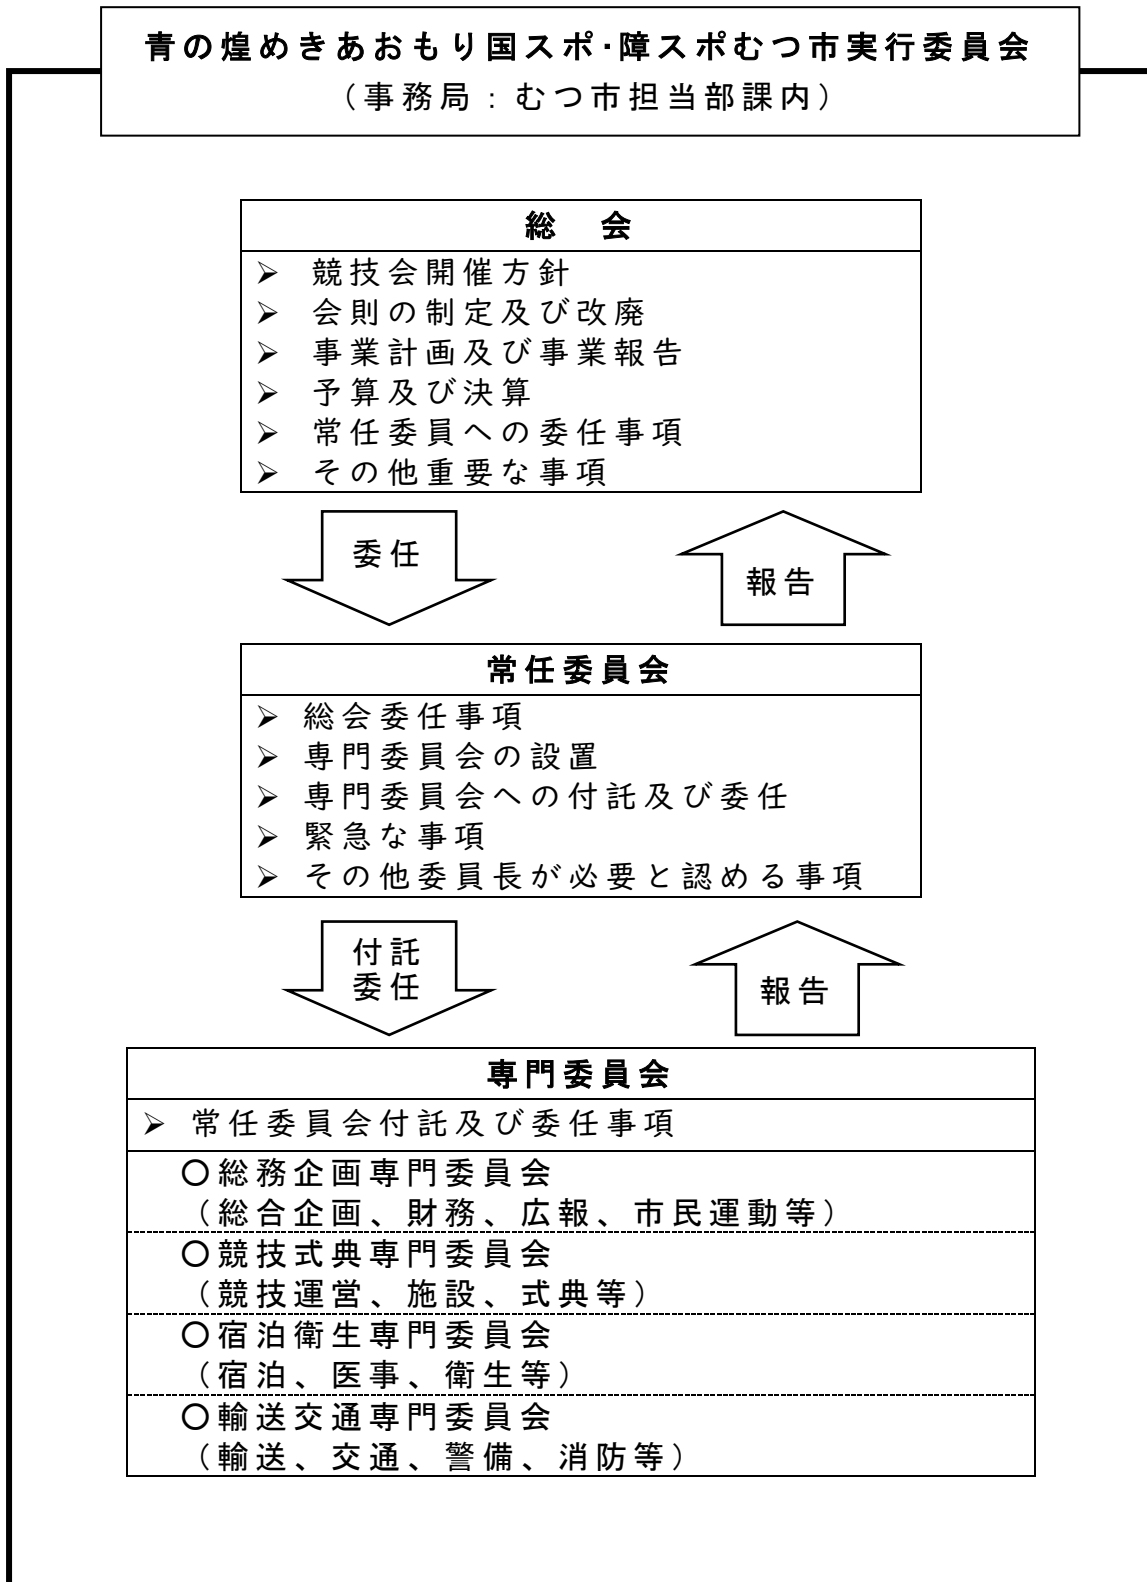 青の煌めきあおもり国スポ・障スポむつ市実行委員会
（事務局：むつ市担当部課内）
総　会
➢ 競技会開催方針
➢ 会則の制定及び改廃
➢ 事業計画及び事業報告
➢ 予算及び決算
➢ 常任委員への委任事項
➢ その他重要な事項
委任
報告
常任委員会
➢ 総会委任事項
➢ 専門委員会の設置
➢ 専門委員会への付託及び委任
➢ 緊急な事項
➢ その他委員長が必要と認める事項
付託
委任
報告
専門委員会
➢ 常任委員会付託及び委任事項
〇総務企画専門委員会
（総合企画、財務、広報、市民運動等）
〇競技式典専門委員会
（競技運営、施設、式典等）
〇宿泊衛生専門委員会
（宿泊、医事、衛生等）
〇輸送交通専門委員会
（輸送、交通、警備、消防等）